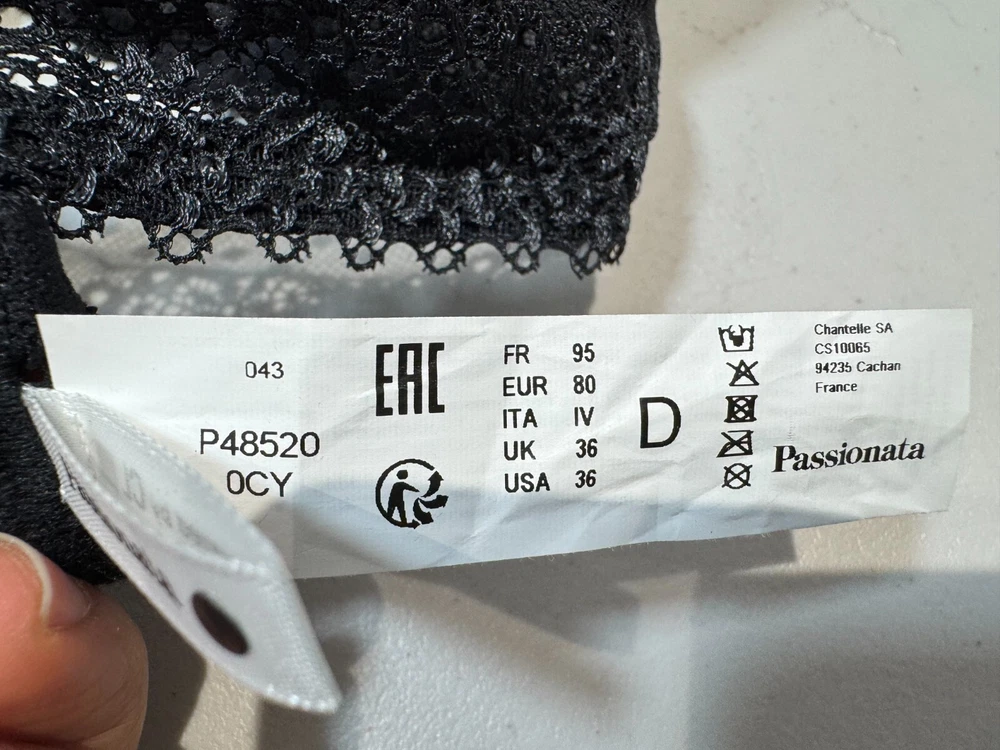 043
P48520
0CY
EAC
FR 95
EUR 80
ITA IV
UK 36
USA 36
D
Chantelle SA
CS10065
94235 Cachan
France
Passionata